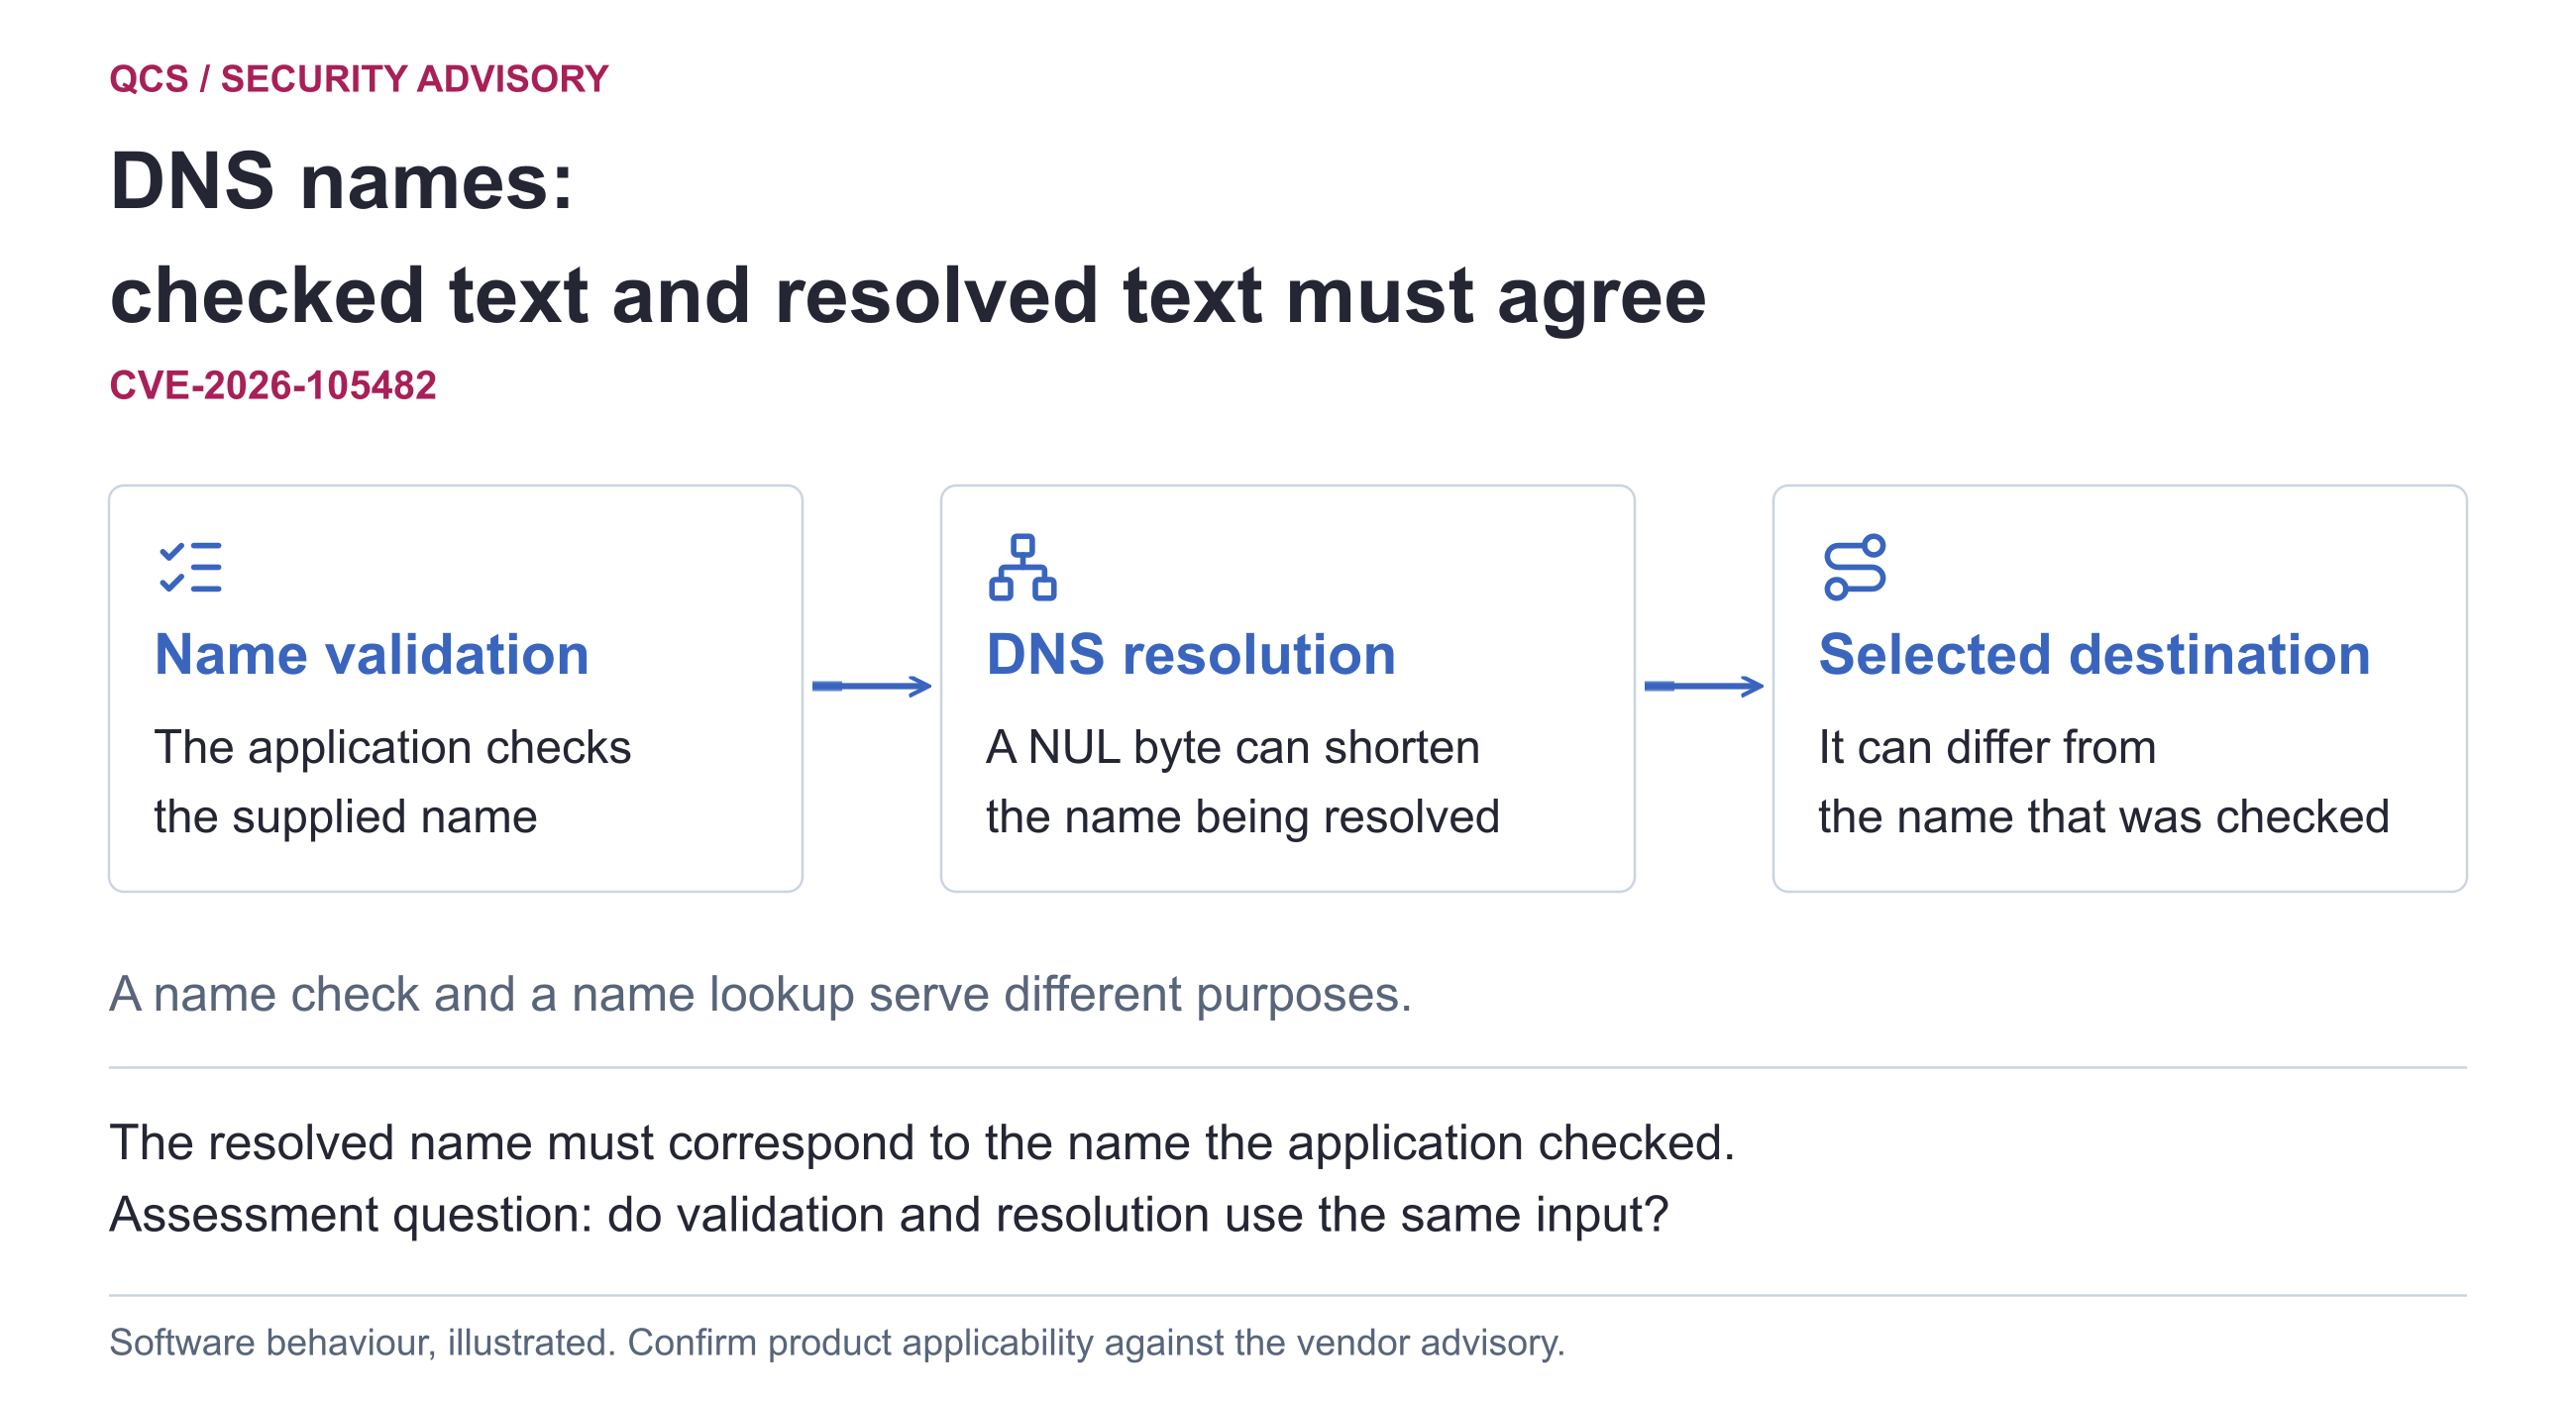 QCS / SECURITY ADVISORY
DNS names:
checked text and resolved text must agree
CVE-2026-105482
Name validation
The application checks
the supplied name
DNS resolution
A NUL byte can shorten
the name being resolved
Selected destination
It can differ from
the name that was checked
A name check and a name lookup serve different purposes.
The resolved name must correspond to the name the application checked.
Assessment question: do validation and resolution use the same input?
Software behaviour, illustrated. Confirm product applicability against the vendor advisory.